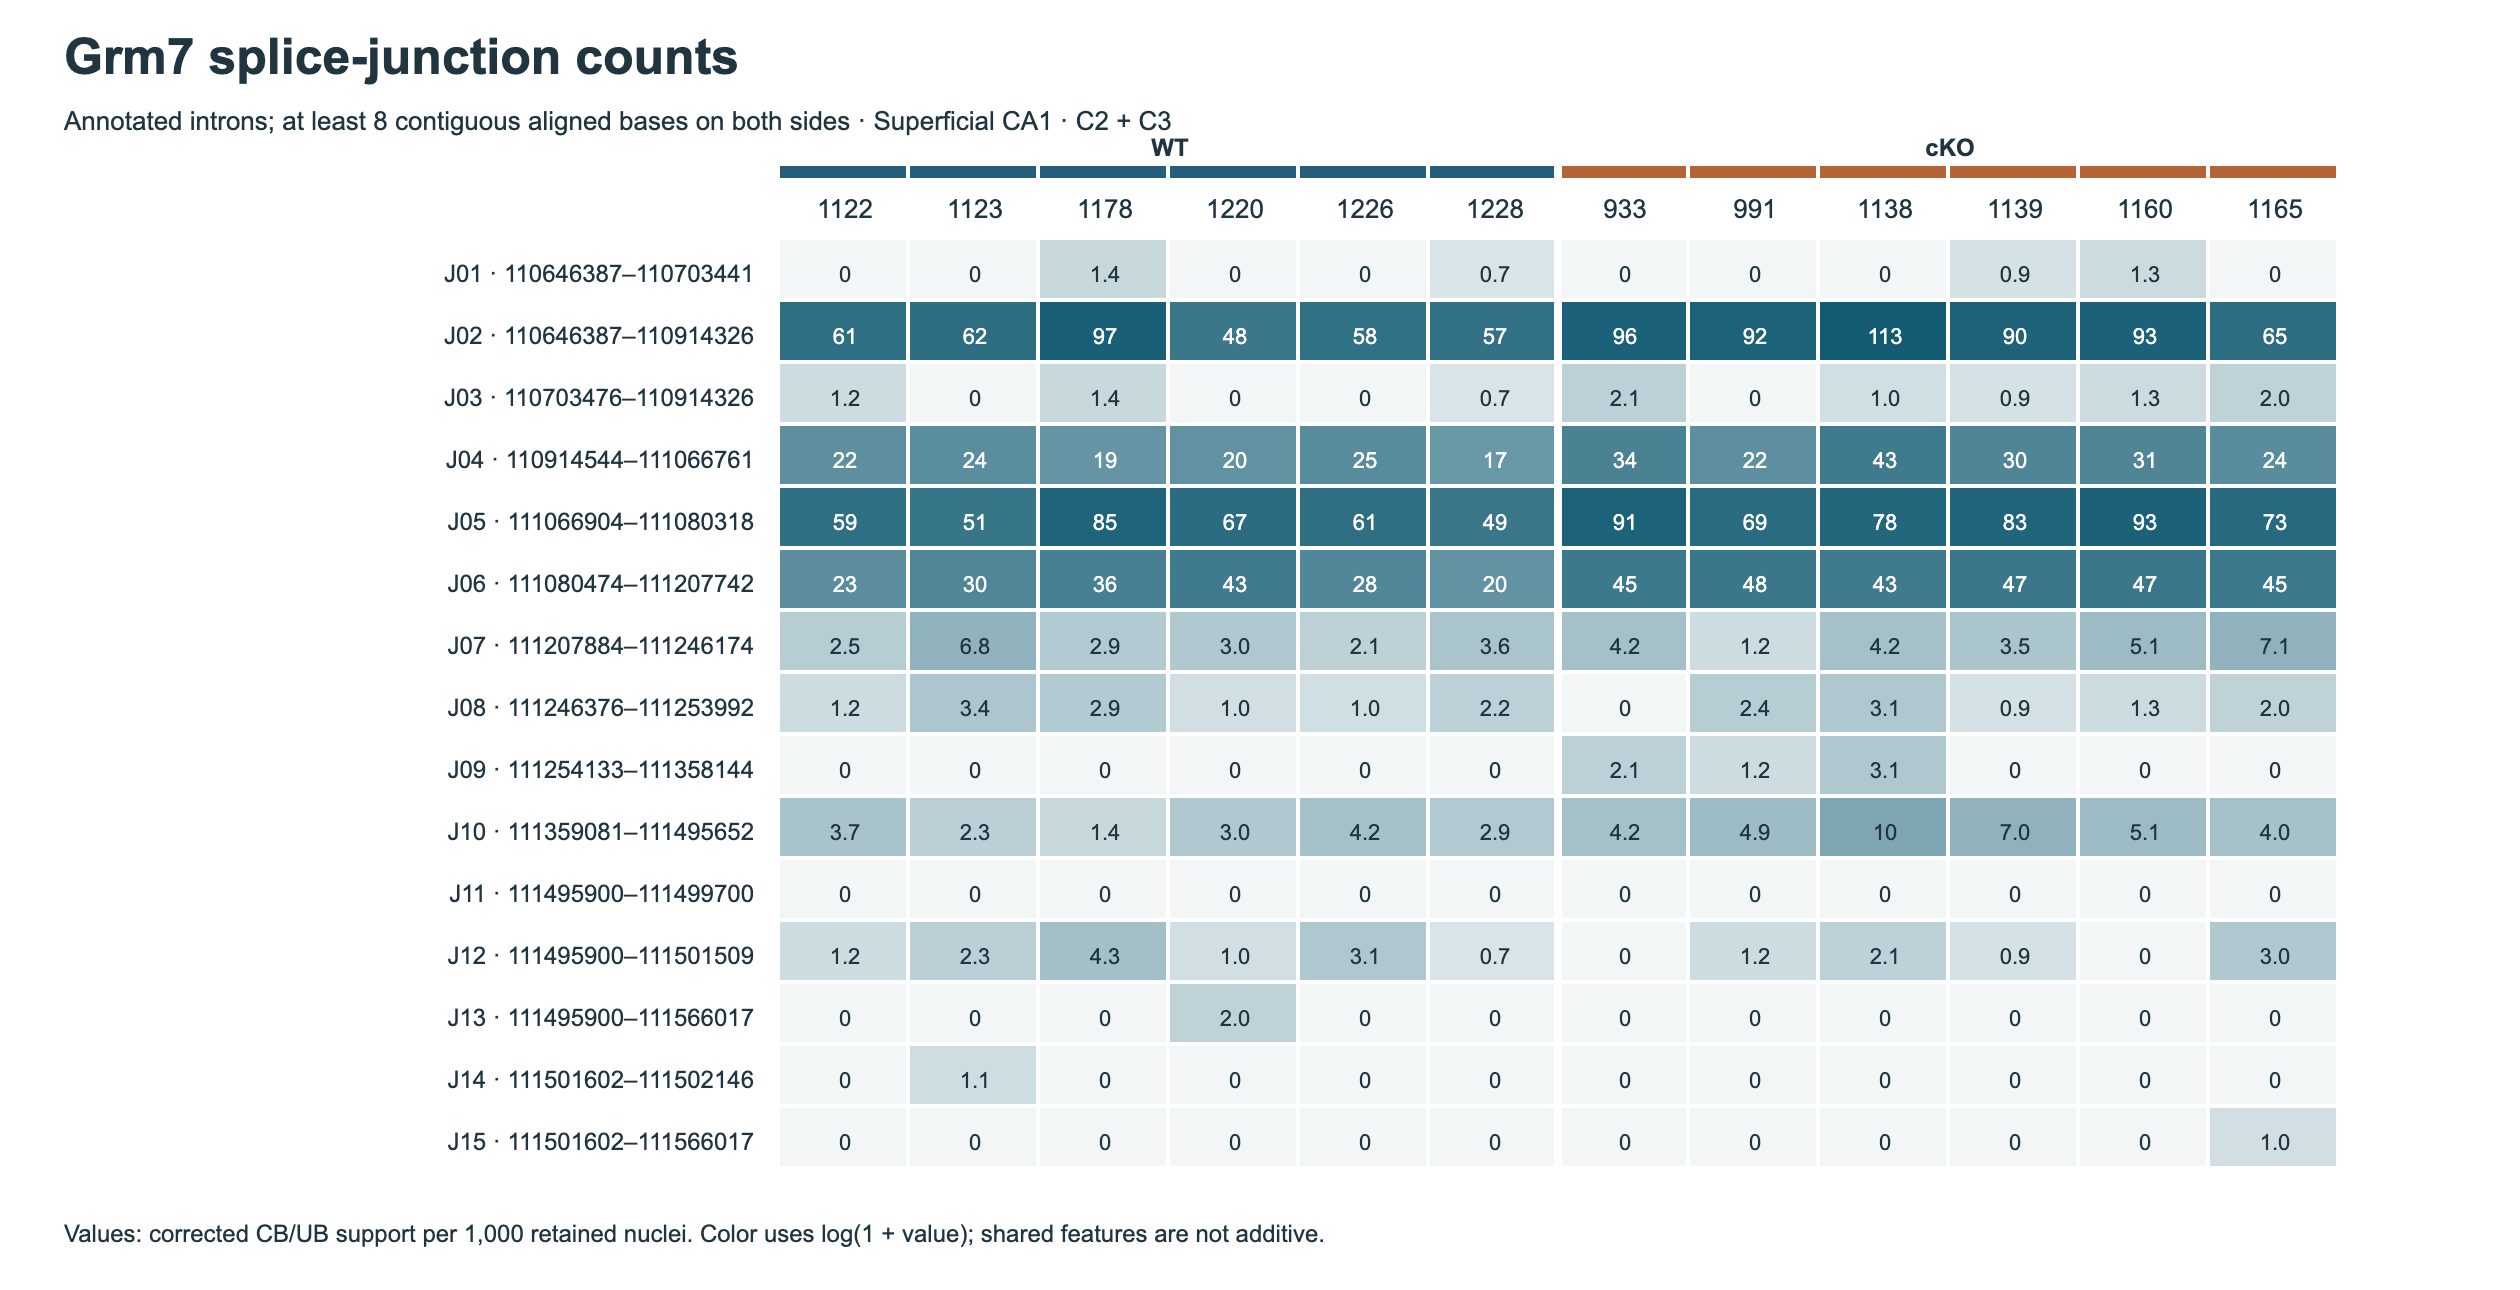 Grm7 splice-junction counts
Annotated introns; at least 8 contiguous aligned bases on both sides · Superficial CA1 · C2 + C3
WT cKO
1122 1123 1178 1220 1226 1228 933 991 1138 1139 1160 1165
J01 · 110646387–110703441 0 0 1.4 0 0 0.7 0 0 0 0.9 1.3 0
J02 · 110646387–110914326 61 62 97 48 58 57 96 92 113 90 93 65
J03 · 110703476–110914326 1.2 0 1.4 0 0 0.7 2.1 0 1.0 0.9 1.3 2.0
J04 · 110914544–111066761 22 24 19 20 25 17 34 22 43 30 31 24
J05 · 111066904–111080318 59 51 85 67 61 49 91 69 78 83 93 73
J06 · 111080474–111207742 23 30 36 43 28 20 45 48 43 47 47 45
J07 · 111207884–111246174 2.5 6.8 2.9 3.0 2.1 3.6 4.2 1.2 4.2 3.5 5.1 7.1
J08 · 111246376–111253992 1.2 3.4 2.9 1.0 1.0 2.2 0 2.4 3.1 0.9 1.3 2.0
J09 · 111254133–111358144 0 0 0 0 0 0 2.1 1.2 3.1 0 0 0
J10 · 111359081–111495652 3.7 2.3 1.4 3.0 4.2 2.9 4.2 4.9 10 7.0 5.1 4.0
J11 · 111495900–111499700 0 0 0 0 0 0 0 0 0 0 0 0
J12 · 111495900–111501509 1.2 2.3 4.3 1.0 3.1 0.7 0 1.2 2.1 0.9 0 3.0
J13 · 111495900–111566017 0 0 0 2.0 0 0 0 0 0 0 0 0
J14 · 111501602–111502146 0 1.1 0 0 0 0 0 0 0 0 0 0
J15 · 111501602–111566017 0 0 0 0 0 0 0 0 0 0 0 1.0
Values: corrected CB/UB support per 1,000 retained nuclei. Color uses log(1 + value); shared features are not additive.